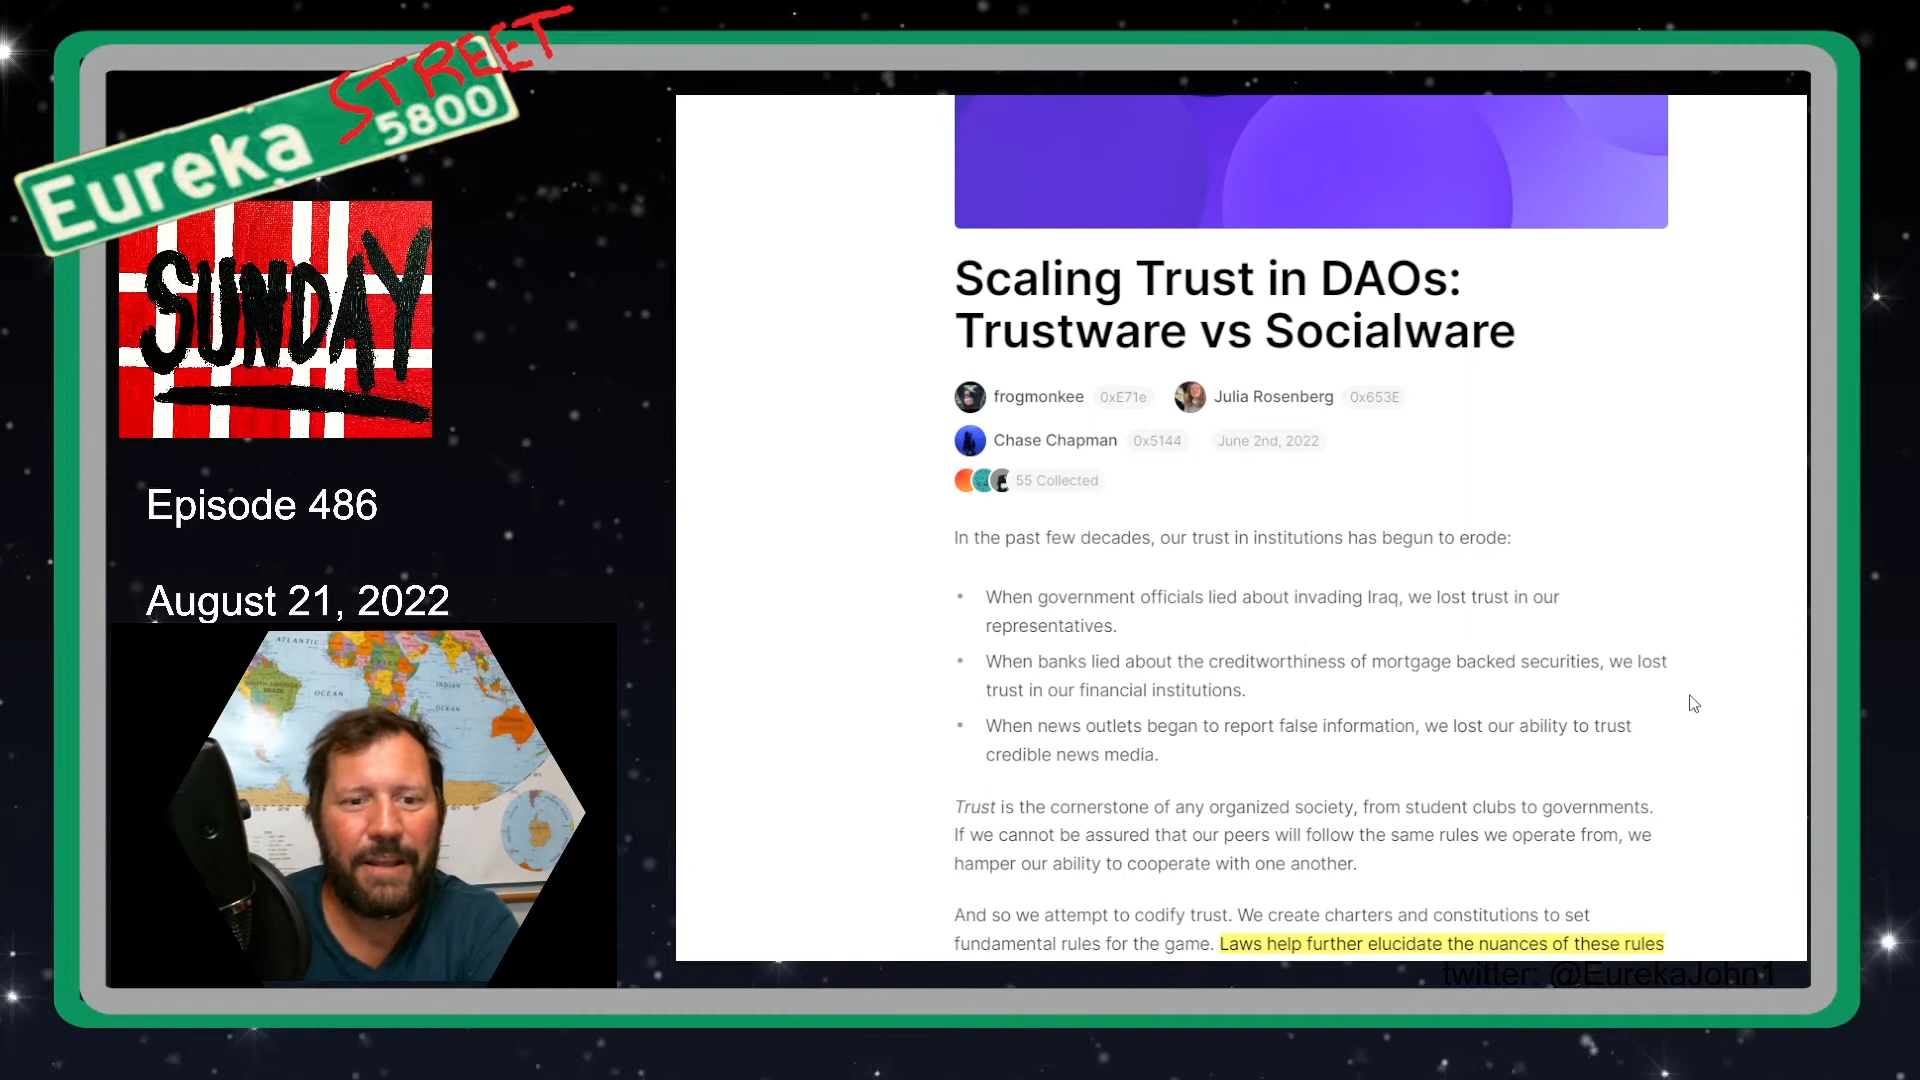 Eureka
STREET
5800
SUNDAY
Episode 486
August 21, 2022
ATLANTIC
OCEAN
INDIAN
OCEAN
Scaling Trust in DAOs:
Trustware vs Socialware
frogmonkee 0xE71e Julia Rosenberg 0x653E
Chase Chapman 0x5144 June 2nd, 2022
55 Collected
In the past few decades, our trust in institutions has begun to erode:
• When government officials lied about invading Iraq, we lost trust in our
representatives.
• When banks lied about the creditworthiness of mortgage backed securities, we lost
trust in our financial institutions.
• When news outlets began to report false information, we lost our ability to trust
credible news media.
Trust is the cornerstone of any organized society, from student clubs to governments.
If we cannot be assured that our peers will follow the same rules we operate from, we
hamper our ability to cooperate with one another.
And so we attempt to codify trust. We create charters and constitutions to set
fundamental rules for the game. Laws help further elucidate the nuances of these rules
twitter: @EurekaJohn1